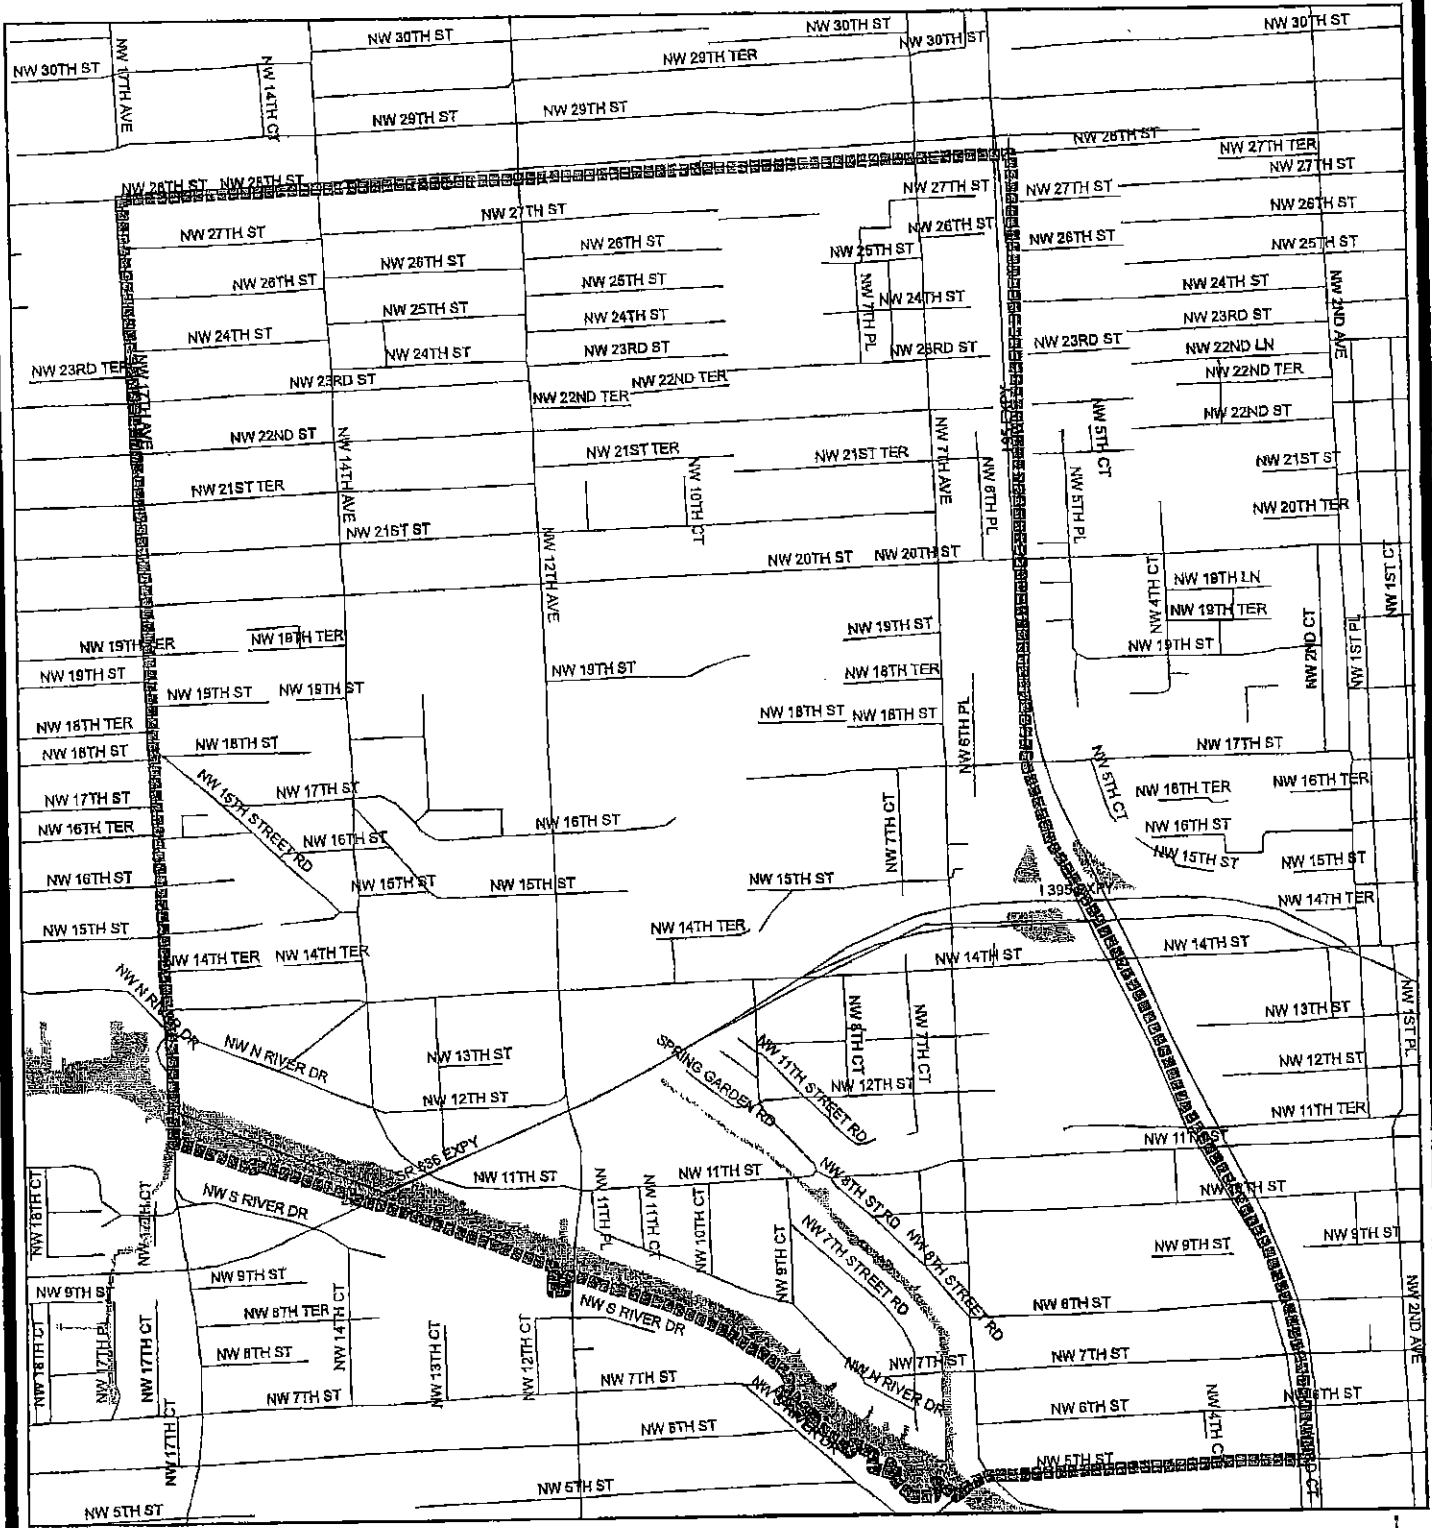 NW 30TH ST
NW 30TH ST
NW 30TH ST
NW 30TH ST
NW 30TH ST
NW 17TH AVE
NW 14TH CT
NW 29TH TER
NW 29TH ST
NW 29TH ST
NW 28TH ST
NW 27TH TER
NW 27TH ST
NW 28TH ST
NW 28TH ST
NW 27TH ST
NW 27TH ST
NW 27TH ST
NW 27TH ST
NW 26TH ST
NW 26TH ST
NW 26TH ST
NW 26TH ST
NW 25TH ST
NW 25TH ST
NW 26TH ST
NW 26TH ST
NW 25TH ST
NW 24TH ST
NW 7TH PL
NW 24TH ST
NW 2ND AVE
NW 25TH ST
NW 24TH ST
NW 23RD ST
NW 24TH ST
NW 23RD ST
NW 22ND LN
NW 24TH ST
NW 23RD ST
NW 23RD ST
NW 23RD TER
NW 17TH AVE
NW 23RD ST
NW 22ND TER
NW 22ND TER
NW 22ND TER
NW 22ND ST
NW 5TH CT
NW 22ND ST
NW 14TH AVE
NW 21ST TER
NW 21ST TER
NW 7TH AVE
NW 6TH PL
NW 5TH PL
NW 21ST ST
NW 21ST TER
NW 10TH CT
NW 20TH TER
NW 21ST ST
NW 12TH AVE
NW 20TH ST
NW 20TH ST
NW 4TH CT
NW 19TH LN
NW 1ST CT
NW 19TH TER
NW 19TH TER
NW 19TH TER
NW 19TH ST
NW 19TH ST
NW 2ND CT
NW 1ST PL
NW 19TH ST
NW 19TH ST
NW 18TH TER
NW 19TH ST
NW 19TH ST
NW 18TH ST
NW 18TH ST
NW 6TH PL
NW 18TH TER
NW 18TH ST
NW 18TH ST
NW 17TH ST
NW 15TH STREET RD
NW 17TH ST
NW 17TH ST
NW 5TH CT
NW 16TH TER
NW 16TH TER
NW 16TH TER
NW 16TH ST
NW 16TH ST
NW 7TH CT
NW 16TH ST
NW 15TH ST
NW 15TH ST
NW 16TH ST
NW 15TH ST
NW 15TH ST
NW 15TH ST
I 395 EXPY
NW 14TH TER
NW 15TH ST
NW 14TH TER
NW 14TH TER
NW 14TH TER
NW 14TH ST
NW 14TH ST
NW N RIVER DR
NW 8TH CT
NW 7TH CT
NW 13TH ST
NW 1ST PL
NW N RIVER DR
NW 13TH ST
SPRING GARDEN RD
NW 11TH STREET RD
NW 12TH ST
NW 12TH ST
NW 12TH ST
NW 11TH TER
NW 11TH ST
SR 836 EXPY
NW 11TH ST
NW 11TH ST
NW 8TH ST RD
NW 18TH CT
NW 17TH CT
NW S RIVER DR
NW 11TH PL
NW 11TH CT
NW 10TH CT
NW 9TH CT
NW 7TH STREET RD
NW 8TH STREET RD
NW 9TH ST
NW 9TH ST
NW 9TH ST
NW 9TH ST
NW 8TH TER
NW 14TH CT
NW S RIVER DR
NW 8TH ST
NW 2ND AVE
NW 18TH CT
NW 17TH PL
NW 17TH CT
NW 8TH ST
NW 13TH CT
NW 12TH CT
NW 7TH ST
NW 7TH ST
NW 7TH ST
NW 7TH ST
NW N RIVER DR
NW S RIVER DR
NW 6TH ST
NW 6TH ST
NW 4TH CT
NW 6TH ST
NW 17TH CT
NW 5TH ST
NW 5TH ST
NW 5TH ST